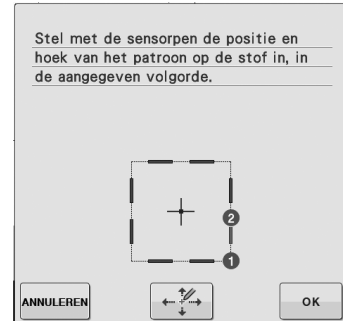 Stel met de sensorpen de positie en
hoek van het patroon op de stof in, in
de aangegeven volgorde.
2
1
ANNULEREN
OK